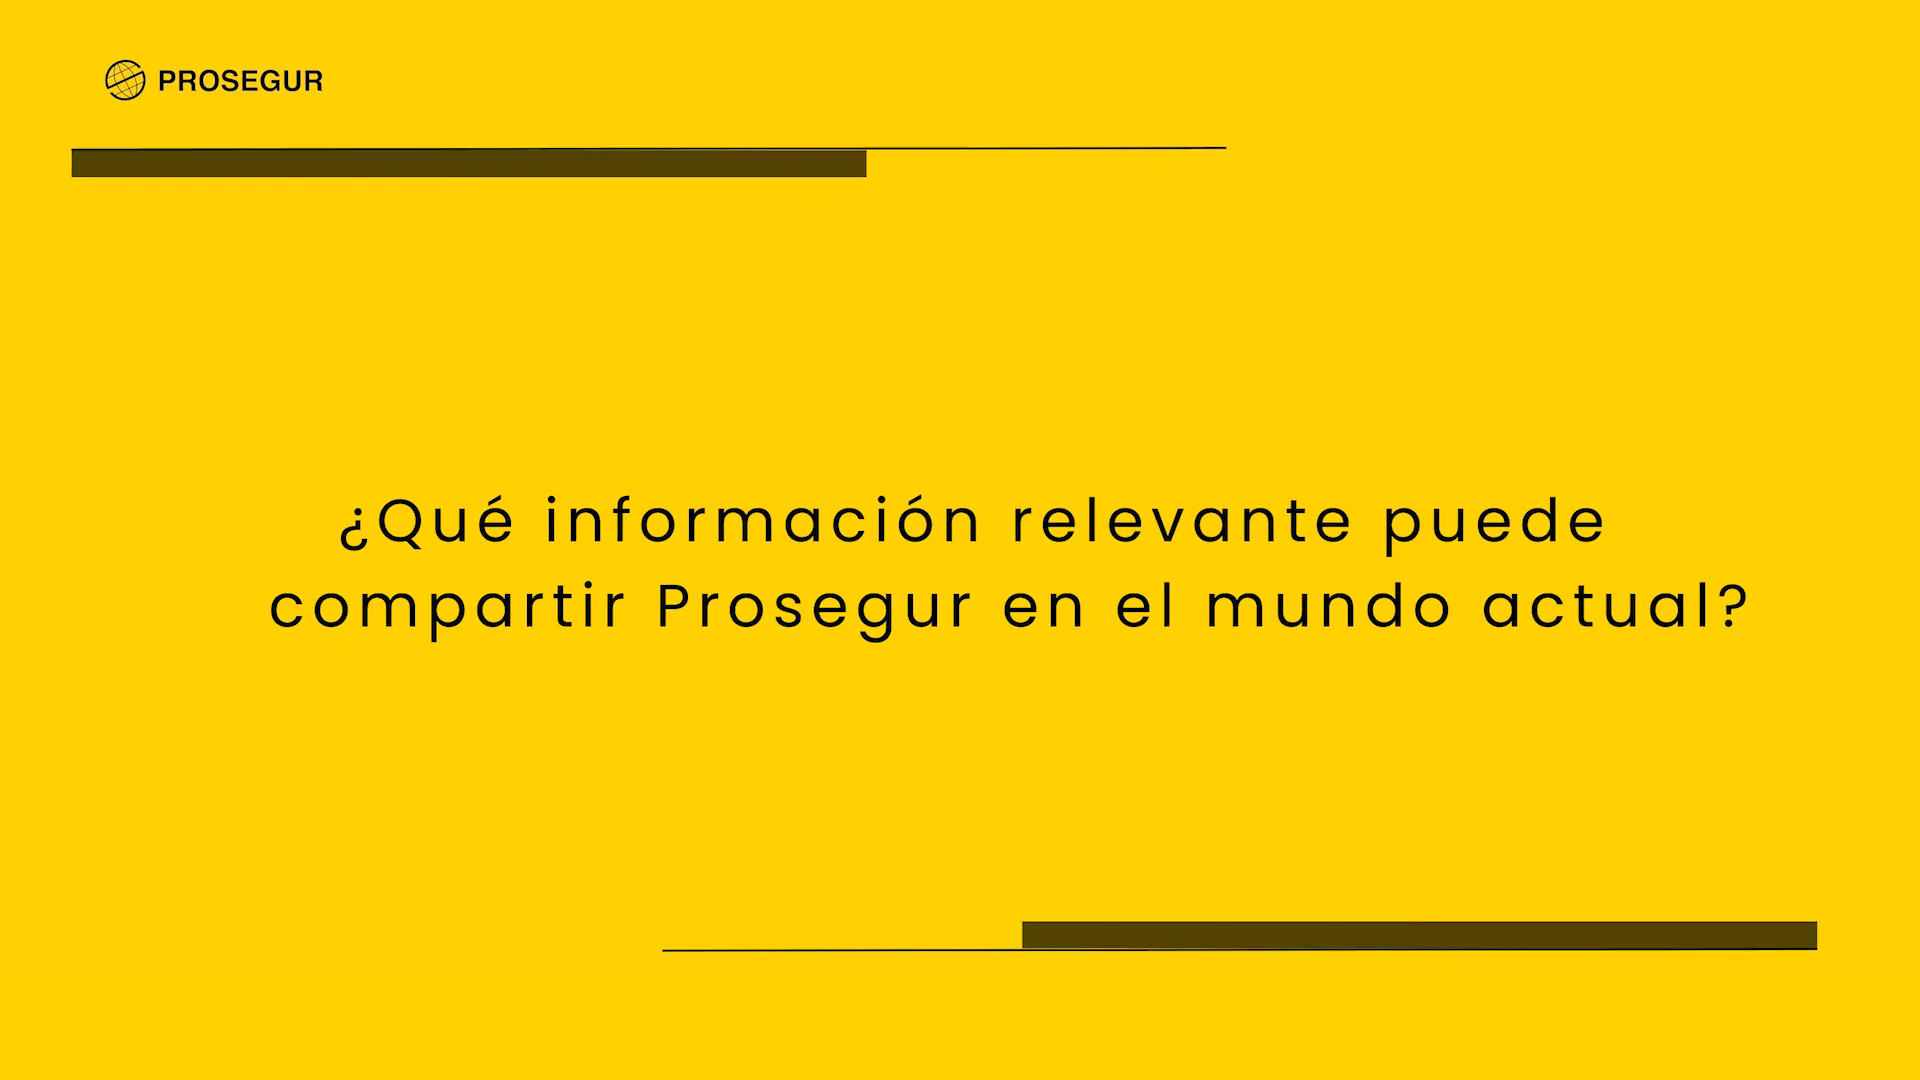 PROSEGUR
¿Qué información relevante puede
compartir Prosegur en el mundo actual?